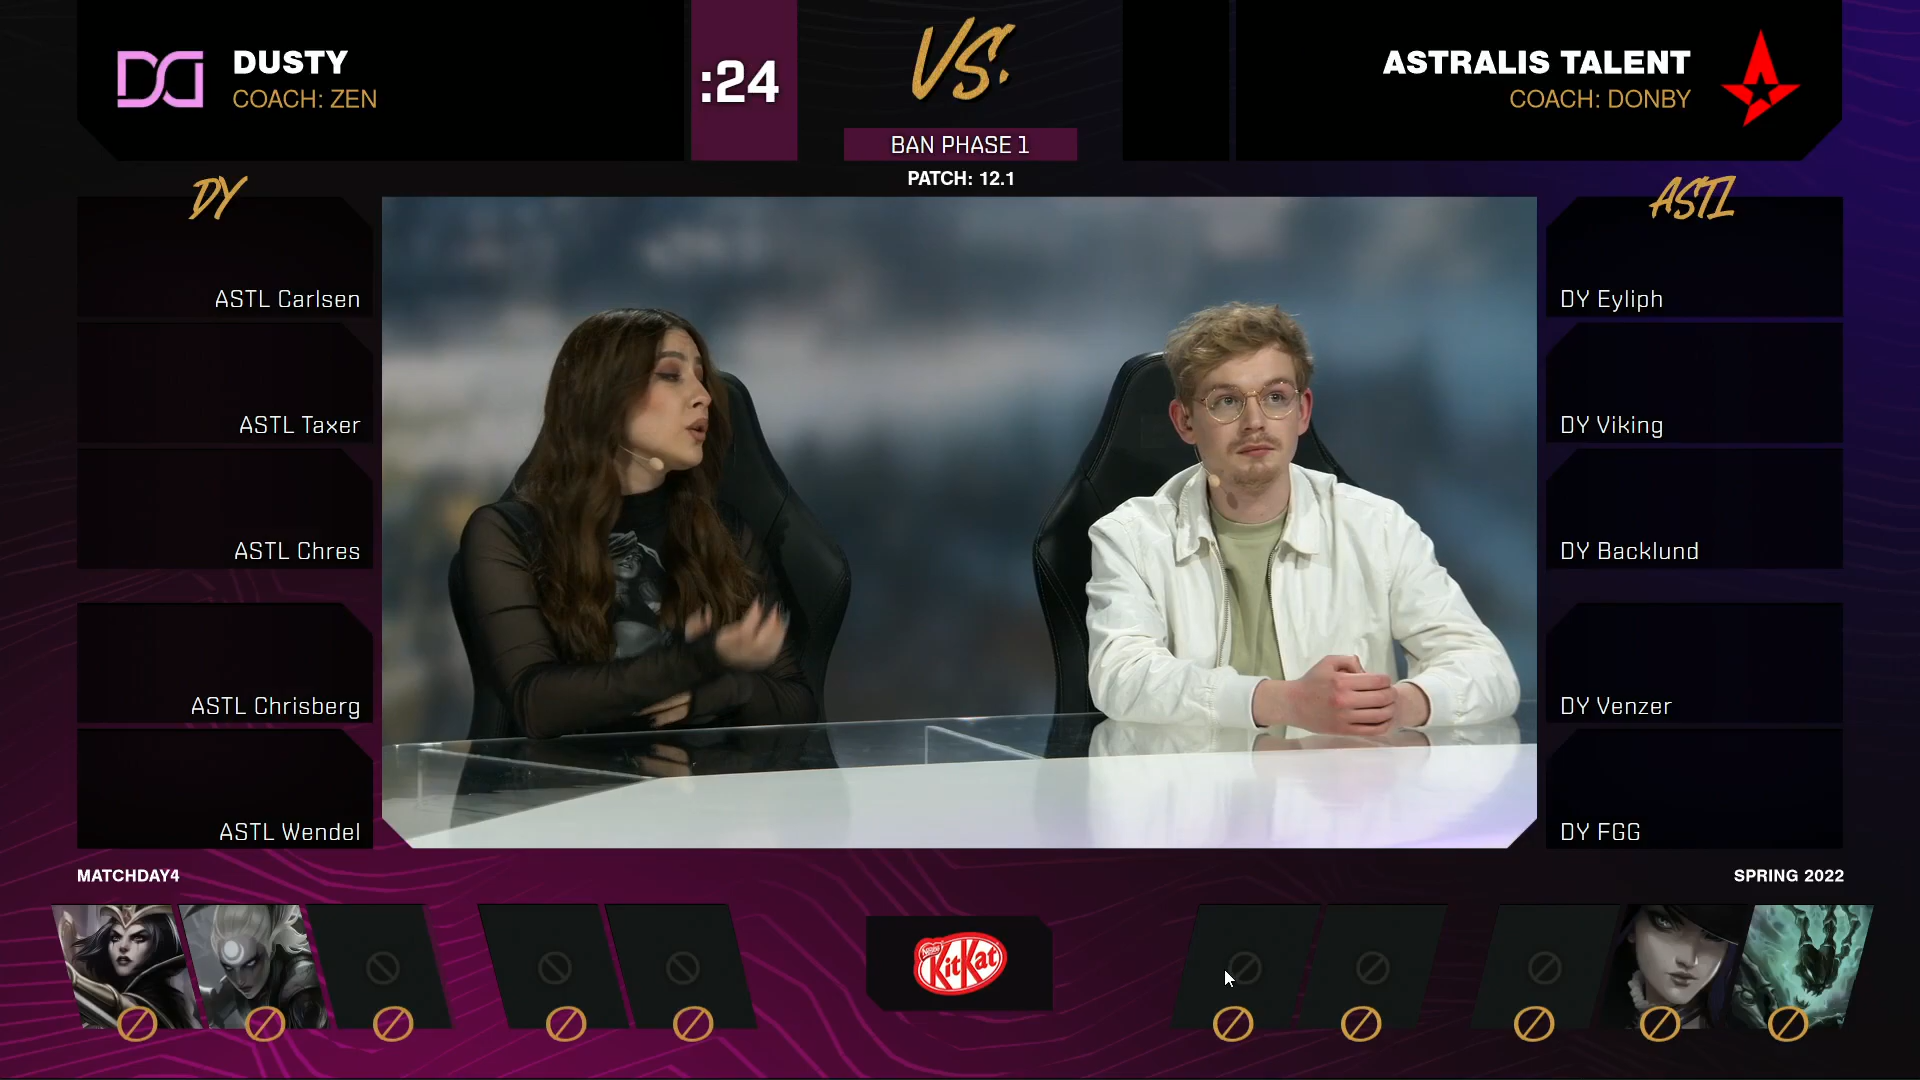 DUSTY
COACH: ZEN
:24
VS.
BAN PHASE 1
PATCH: 12.1
ASTRALIS TALENT
COACH: DONBY
DY
ASTL
ASTL Carlsen
ASTL Taxer
ASTL Chres
ASTL Chrisberg
ASTL Wendel
DY Eyliph
DY Viking
DY Backlund
DY Venzer
DY FGG
MATCHDAY4
SPRING 2022
Nestle
KitKat